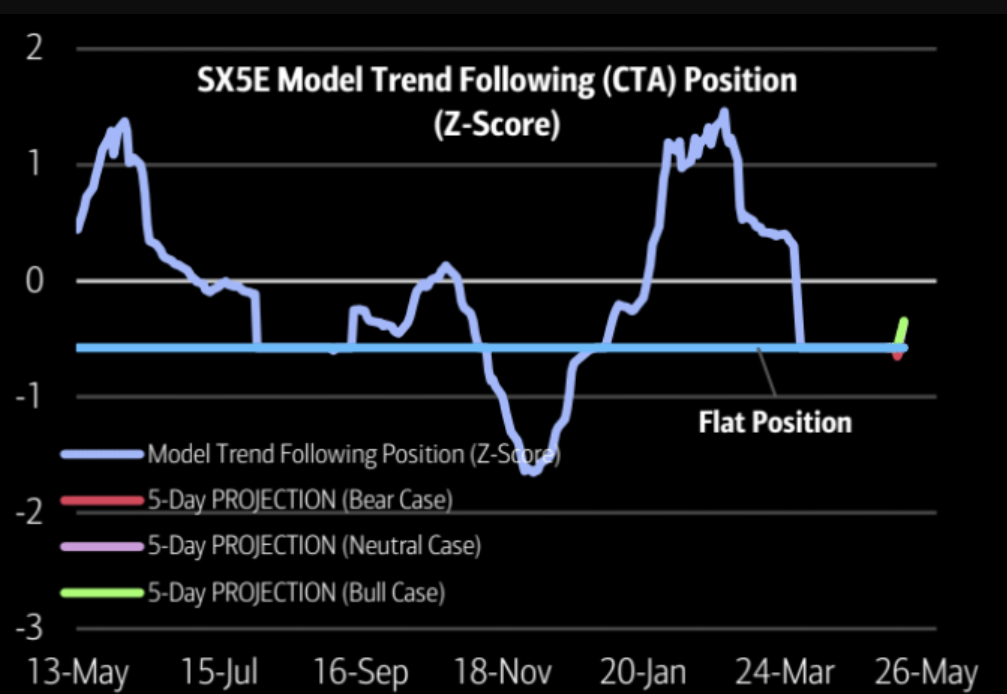 SX5E Model Trend Following (CTA) Position
(Z-Score)
2
1
0
-1
-2
-3
Flat Position
Model Trend Following Position (Z-Score)
5-Day PROJECTION (Bear Case)
5-Day PROJECTION (Neutral Case)
5-Day PROJECTION (Bull Case)
13-May 15-Jul 16-Sep 18-Nov 20-Jan 24-Mar 26-May